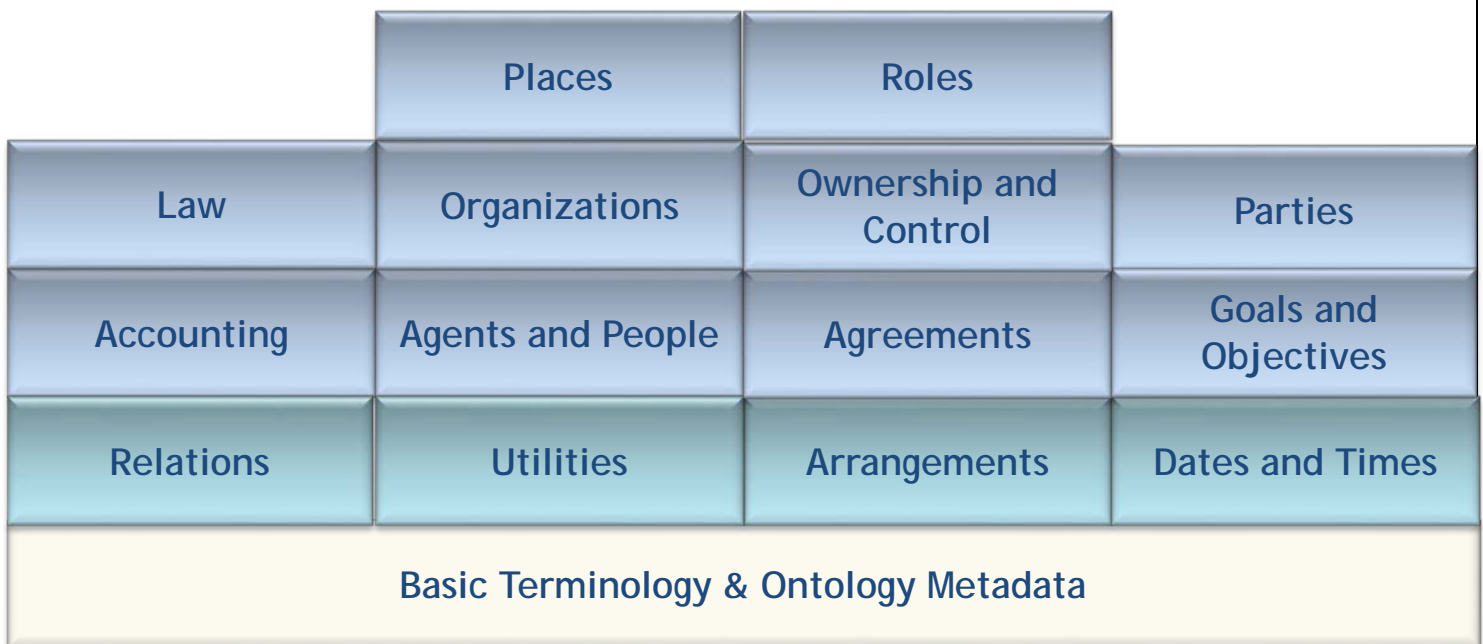 Places
Roles
Law
Organizations
Ownership and
Control
Parties
Accounting
Agents and People
Agreements
Goals and
Objectives
Relations
Utilities
Arrangements
Dates and Times
Basic Terminology & Ontology Metadata